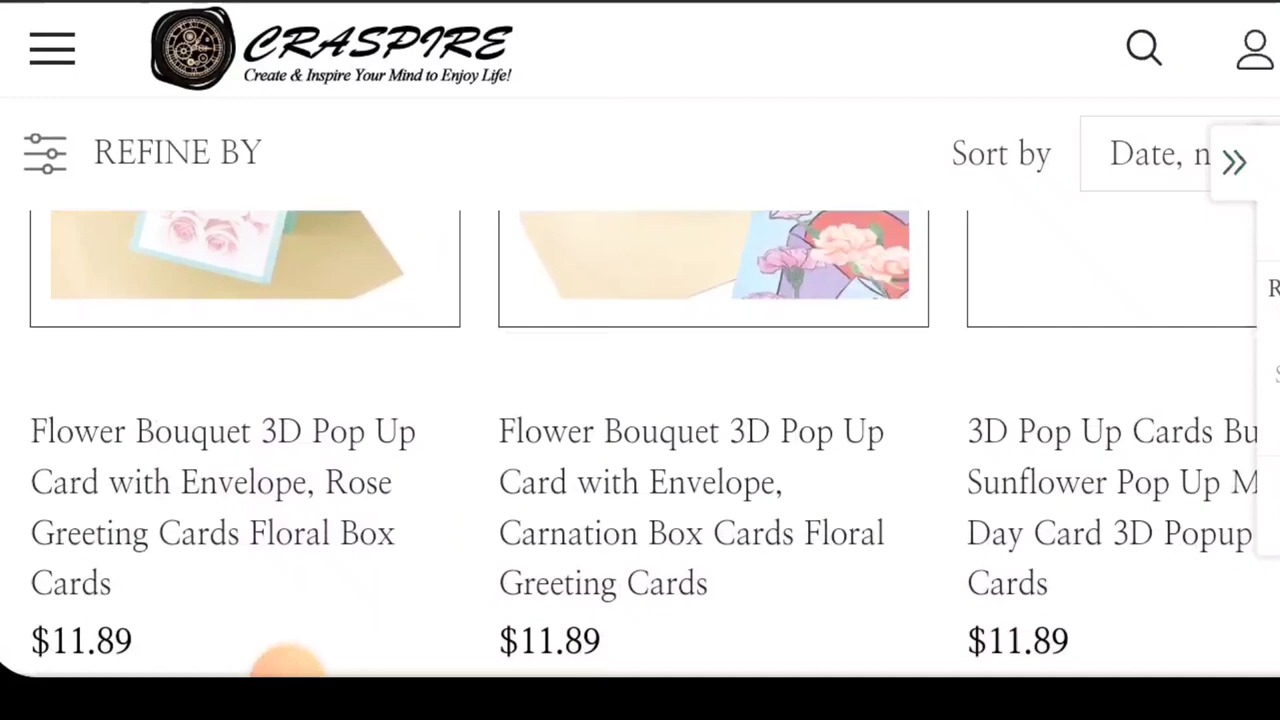 CRASPIRE
Create & Inspire Your Mind to Enjoy Life!
REFINE BY
Sort by
Date, n
Flower Bouquet 3D Pop Up
Card with Envelope, Rose
Greeting Cards Floral Box
Cards
$11.89
Flower Bouquet 3D Pop Up
Card with Envelope,
Carnation Box Cards Floral
Greeting Cards
$11.89
3D Pop Up Cards Bu
Sunflower Pop Up M
Day Card 3D Popup
Cards
$11.89
R